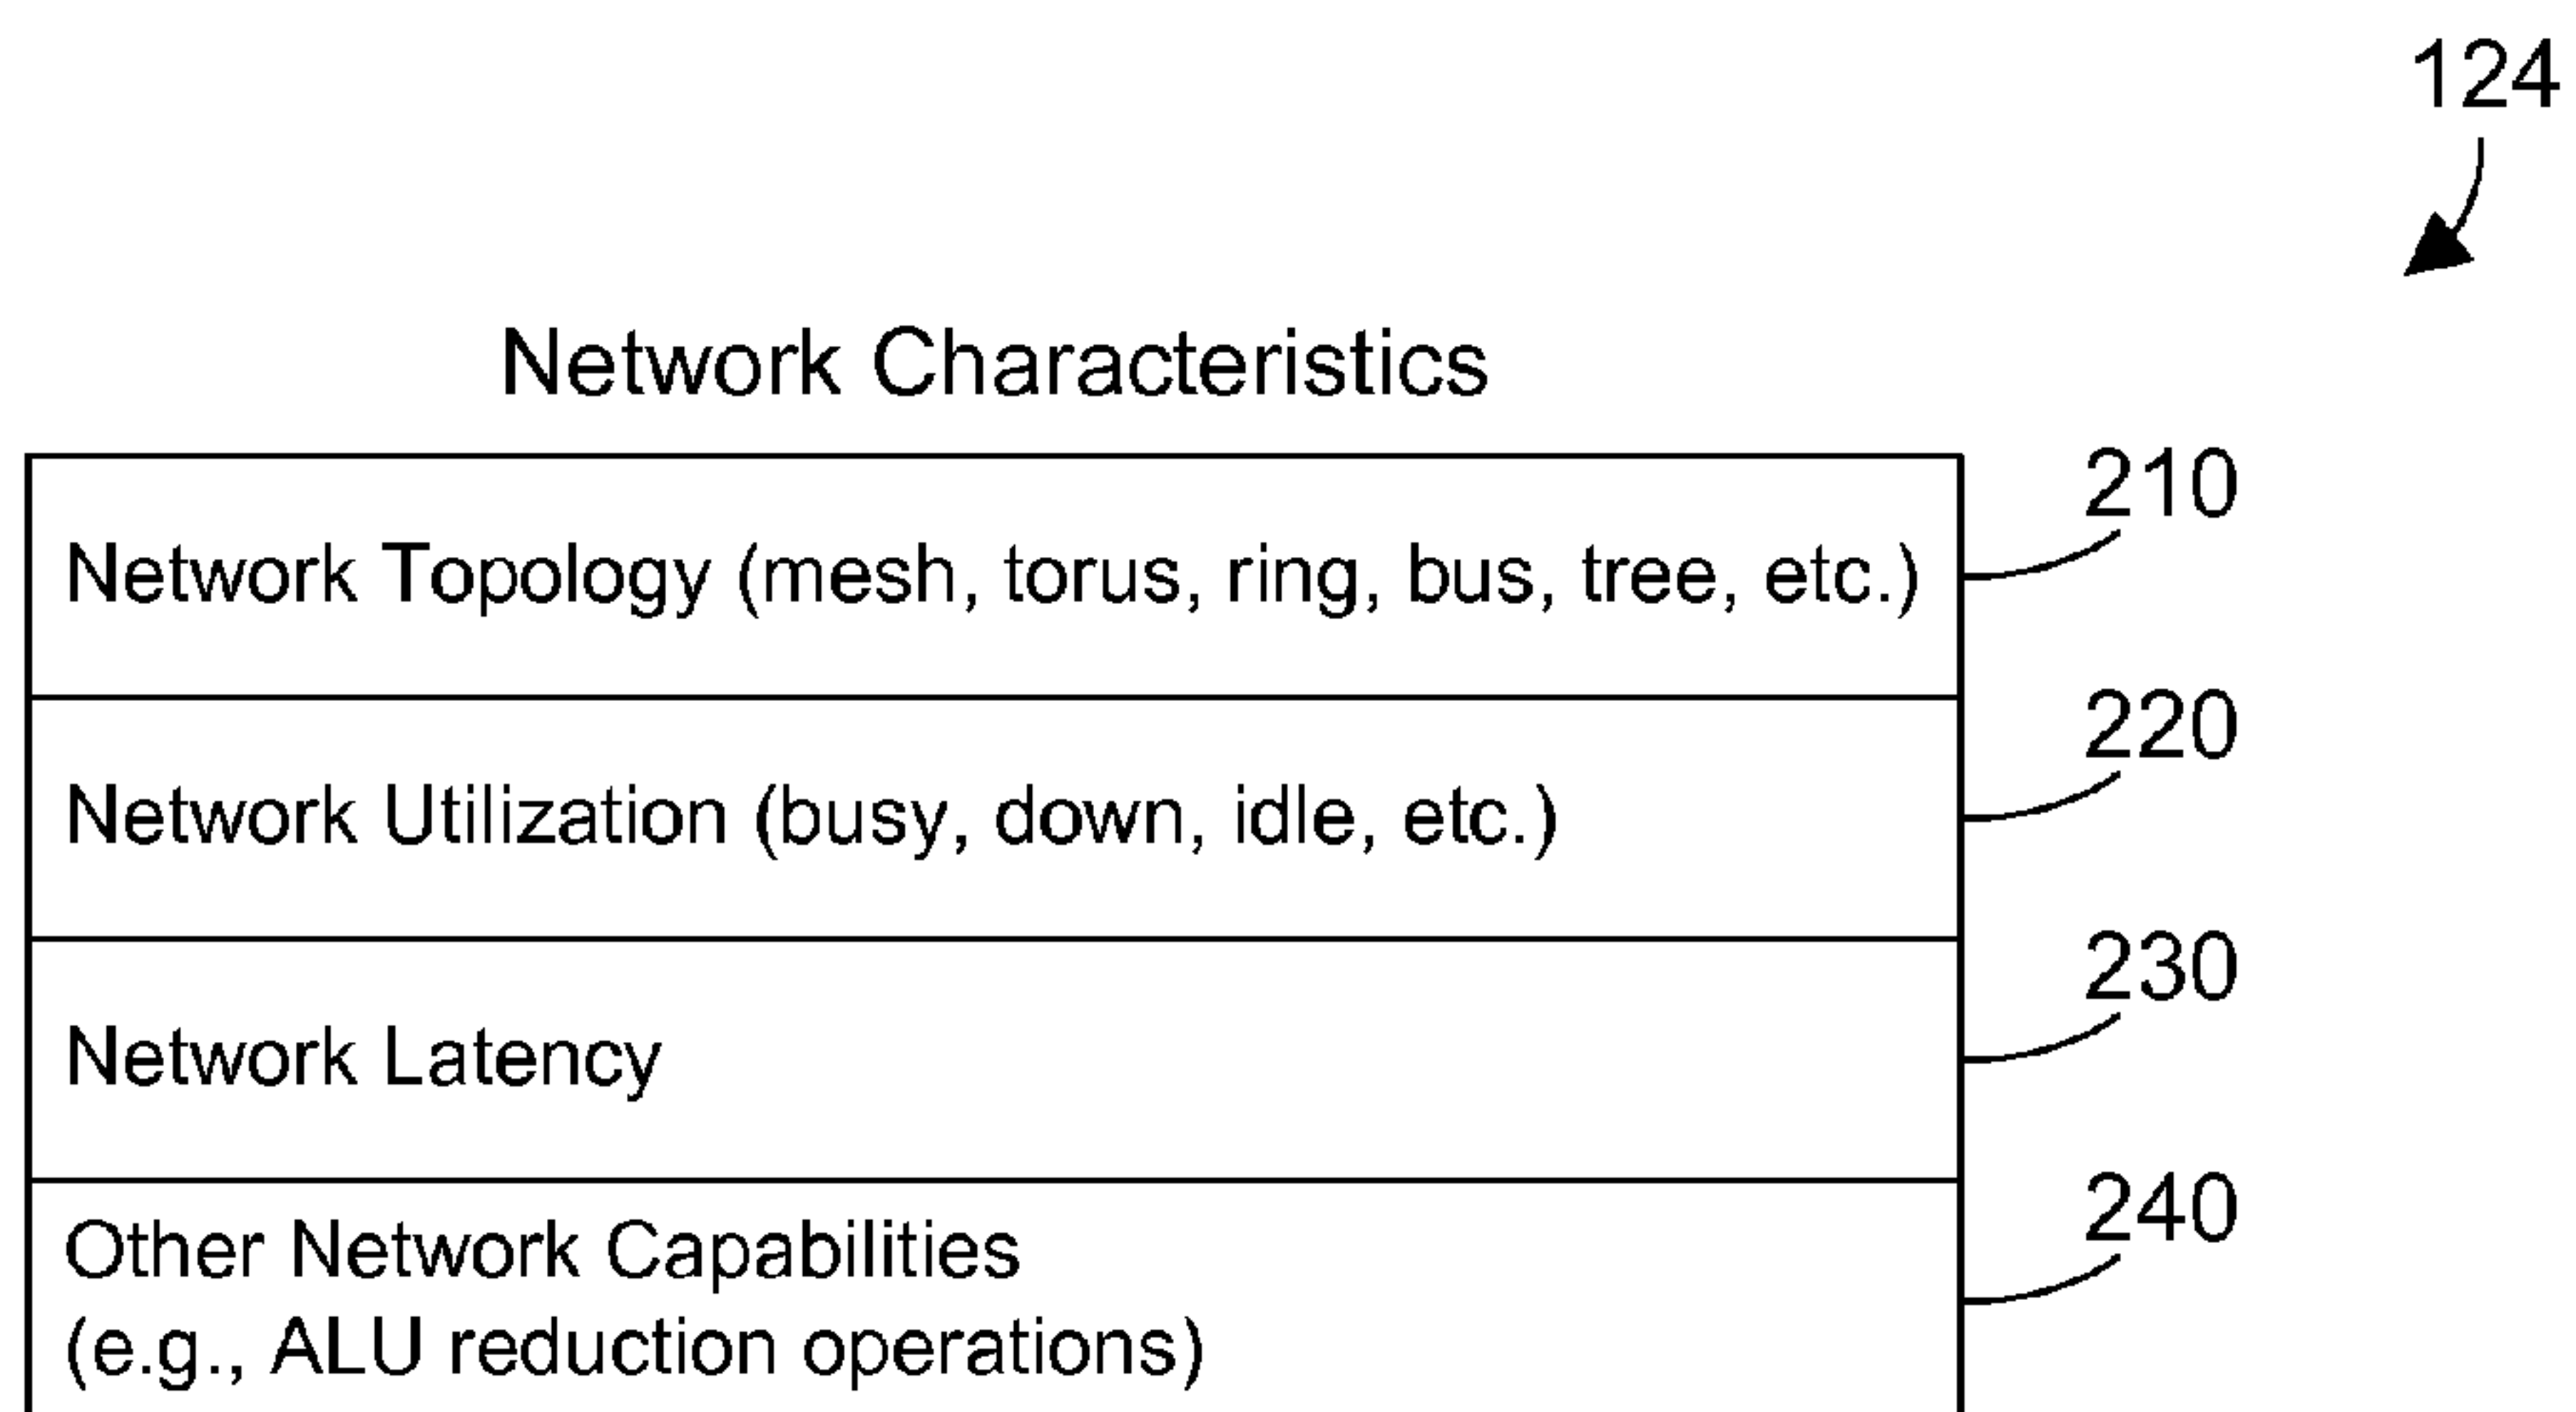 124
Network Characteristics
210
Network Topology (mesh, torus, ring, bus, tree, etc.)
220
Network Utilization (busy, down, idle, etc.)
230
Network Latency
240
Other Network Capabilities
(e.g., ALU reduction operations)